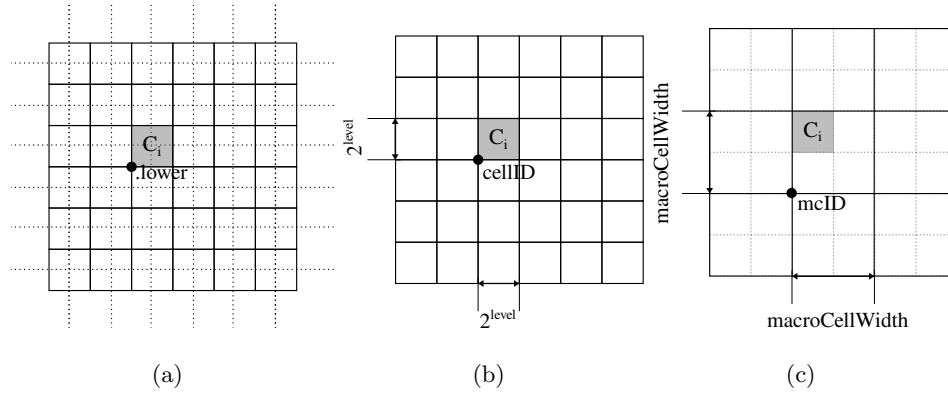 C_i
.lower
(a)
2^level
C_i
cellID
2^level
(b)
macroCellWidth
C_i
mcID
macroCellWidth
(c)